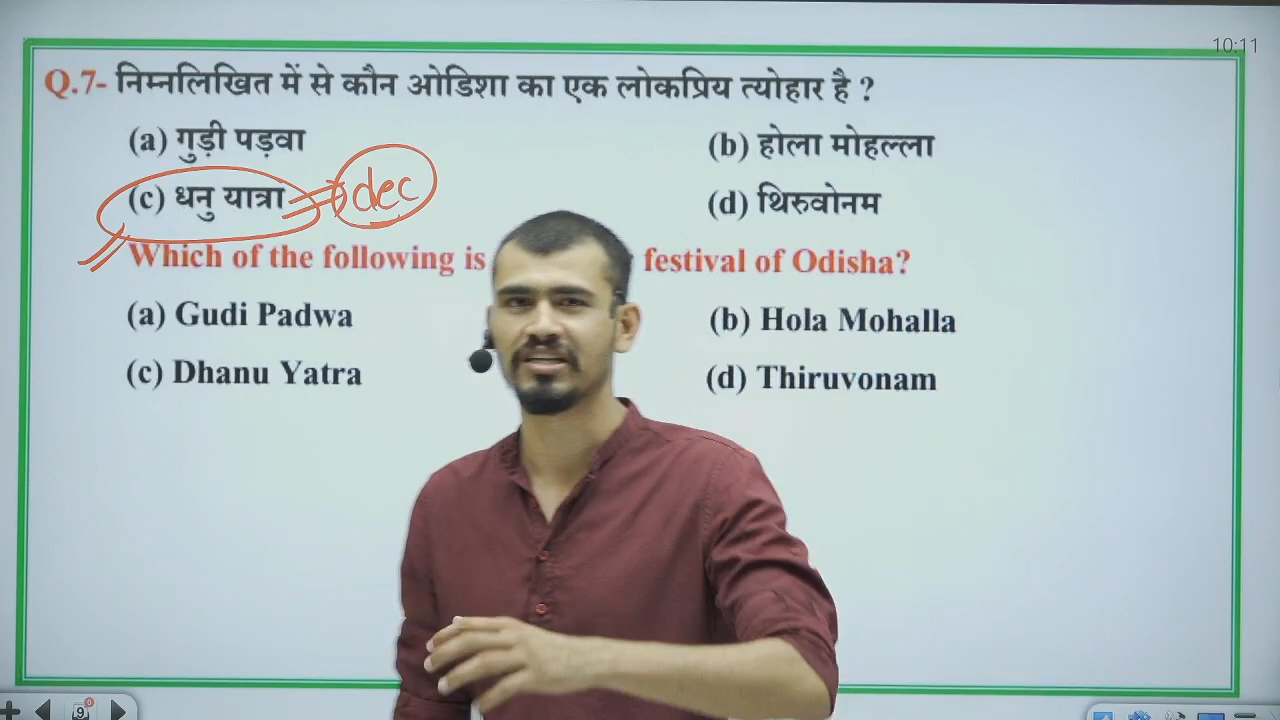 10:11
Q.7- निम्नलिखित में से कौन ओडिशा का एक लोकप्रिय त्योहार है ?
(a) गुड़ी पड़वा (b) होला मोहल्ला
(c) धनु यात्रा dec (d) थिरुवोनम
Which of the following is festival of Odisha?
(a) Gudi Padwa (b) Hola Mohalla
(c) Dhanu Yatra (d) Thiruvonam
9